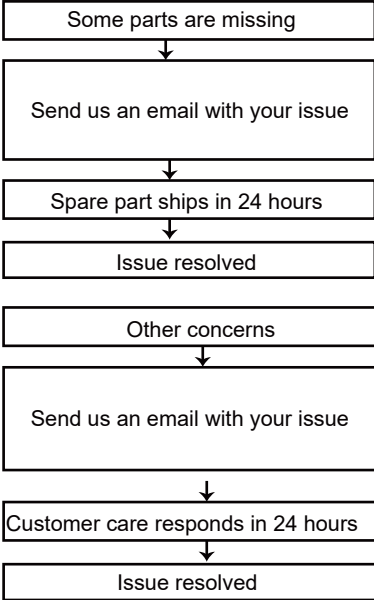 Some parts are missing
Send us an email with your issue
Spare part ships in 24 hours
Issue resolved
Other concerns
Send us an email with your issue
Customer care responds in 24 hours
Issue resolved